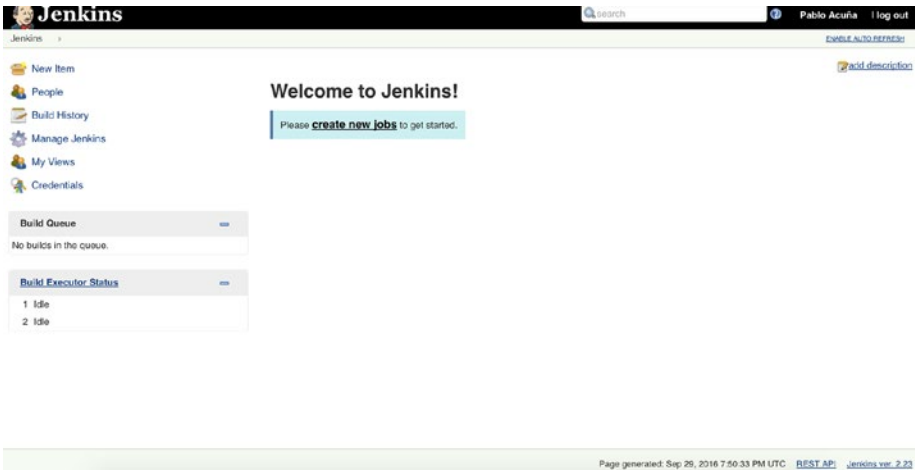 Jenkins
search
Pablo Acuña | log out
Jenkins
ENABLE AUTO REFRESH
New Item
People
Build History
Manage Jenkins
My Views
Credentials
Build Queue
No builds in the queue.
Build Executor Status
1 Idle
2 Idle
add description
Welcome to Jenkins!
Please create new jobs to get started.
Page generated: Sep 29, 2016 7:50:33 PM UTC REST API Jenkins ver. 2.23